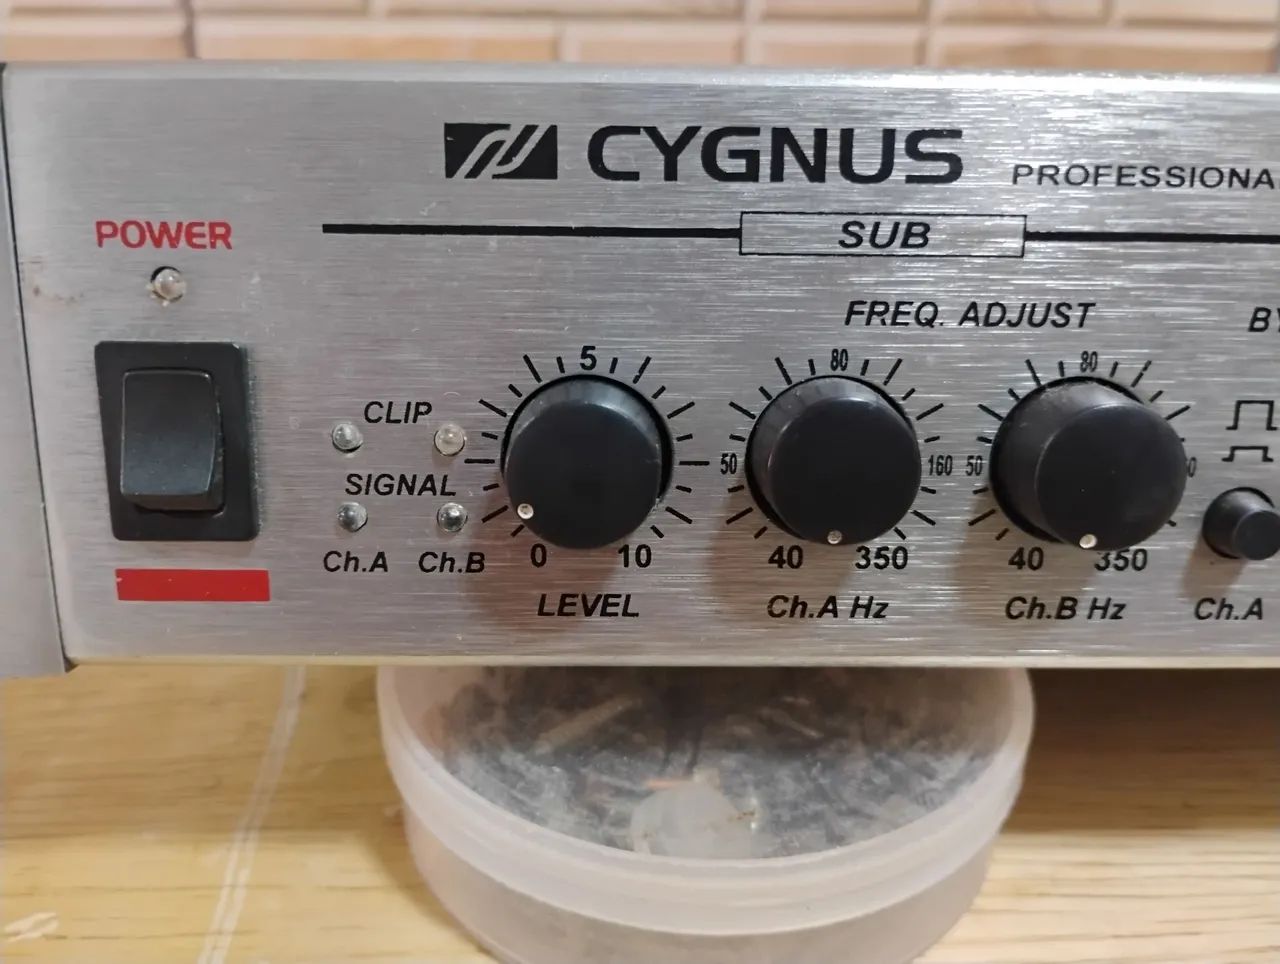 CYGNUS PROFESSIONA
POWER
SUB
FREQ. ADJUST
BY
5
80
80
CLIP
50
160
50
SIGNAL
Ch.A
Ch.B
0
10
40
350
40
350
LEVEL
Ch.A Hz
Ch.B Hz
Ch.A